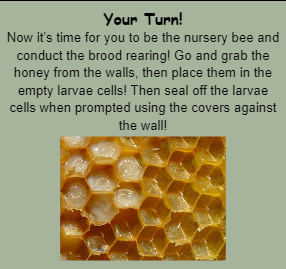 Your Turn!
Now it's time for you to be the nursery bee and
conduct the brood rearing! Go and grab the
honey from the walls, then place them in the
empty larvae cells! Then seal off the larvae
cells when prompted using the covers against
the wall!